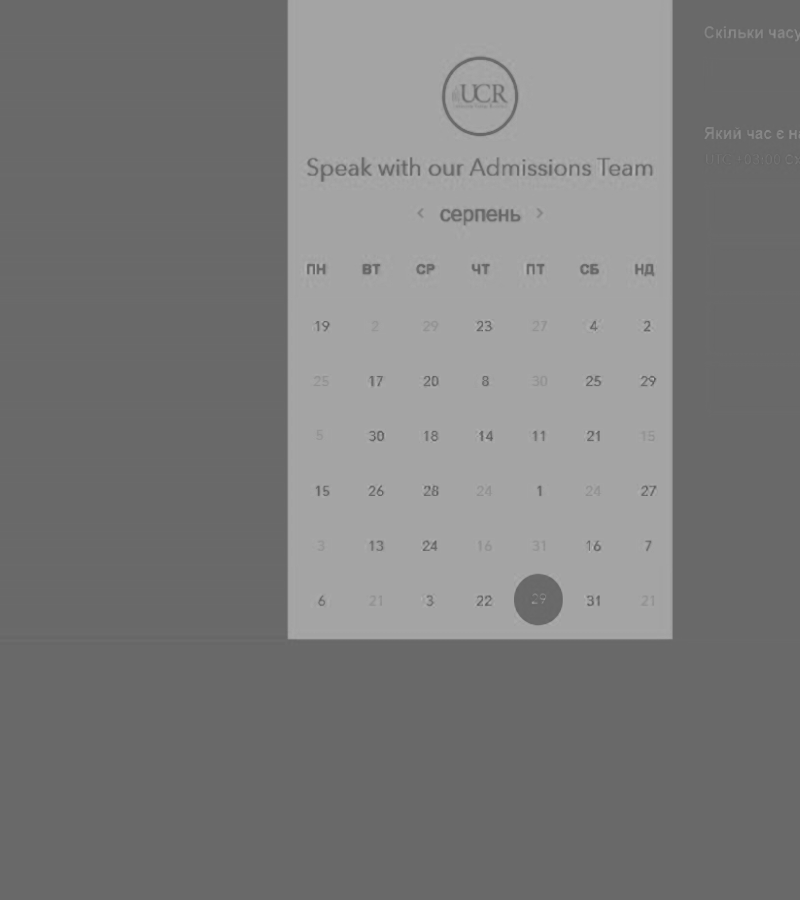 Скільки часу
UCR
Який час є на
Speak with our Admissions Team
< серпень >
ПН ВТ СР ЧТ ПТ СБ НД
19 2 29 23 27 4 2
25 17 20 8 30 25 29
5 30 18 14 11 21 15
15 26 28 24 1 24 27
3 13 24 16 31 16 7
6 21 3 22 29 31 21